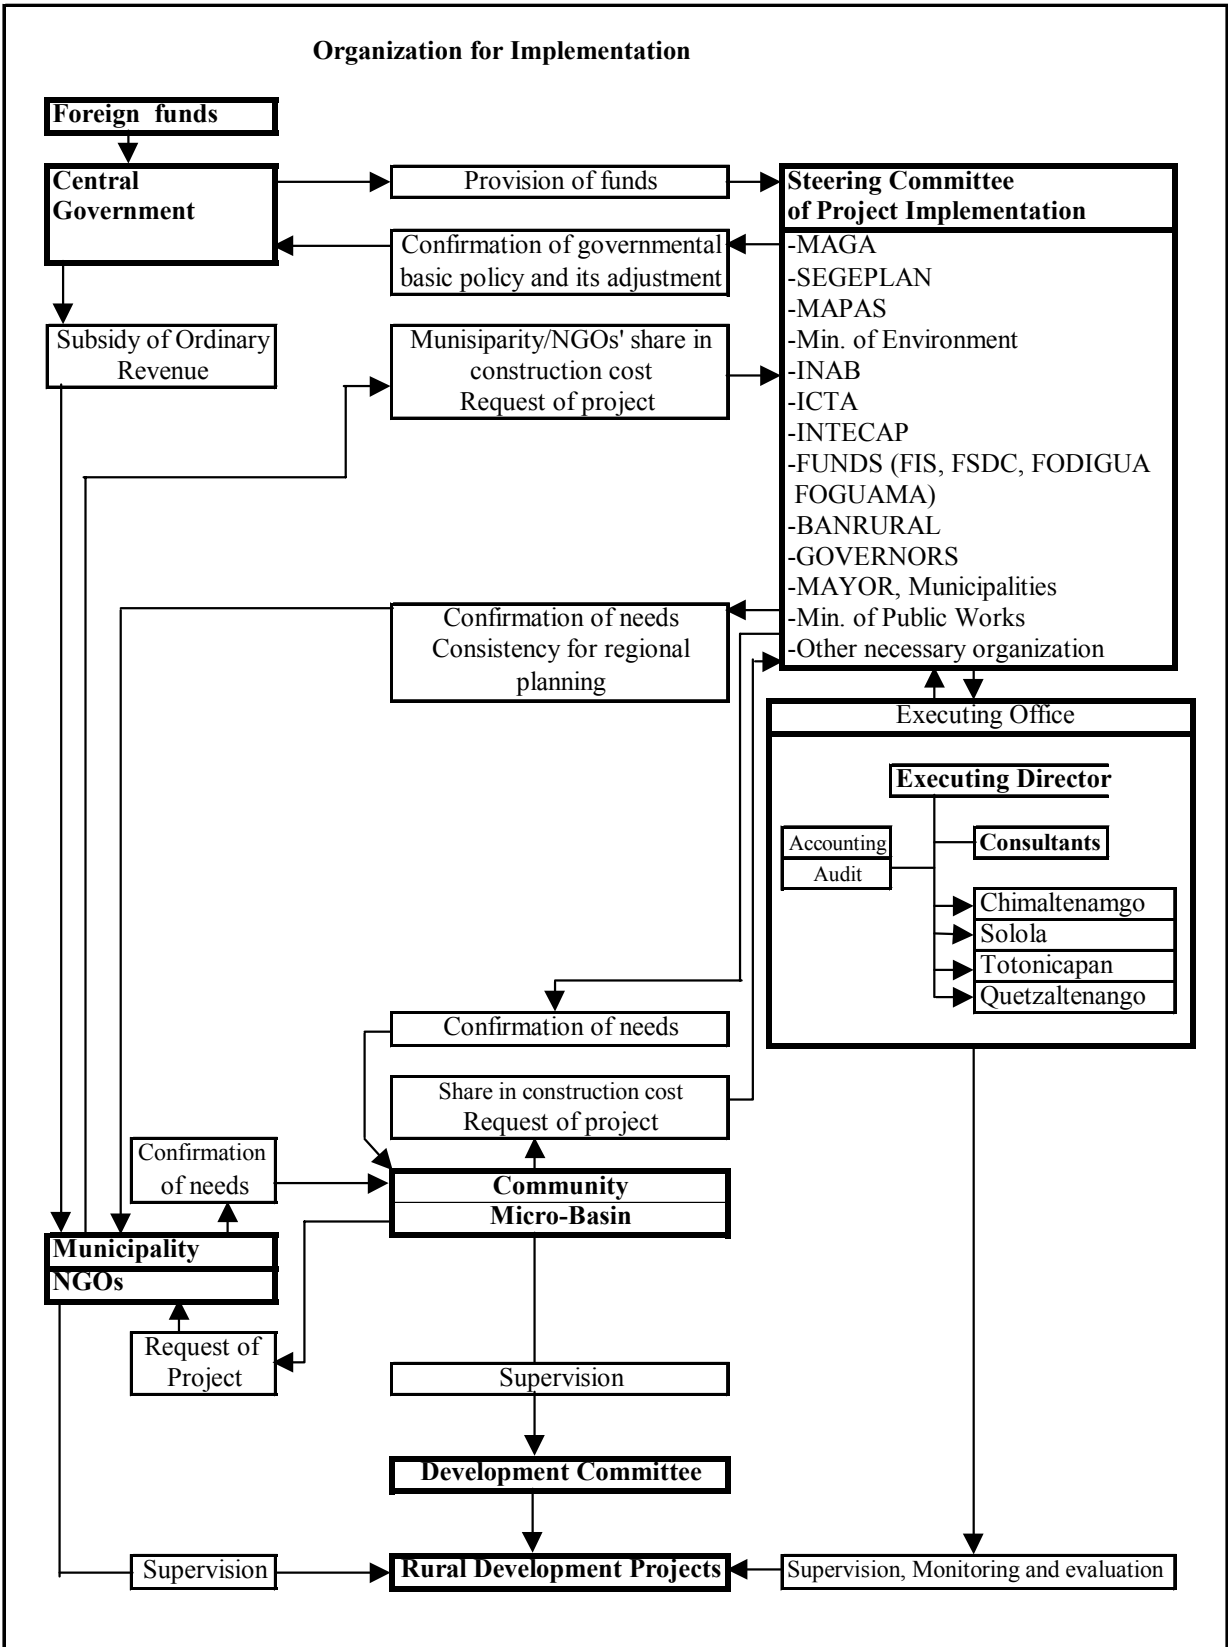 Organization for Implementation
Foreign funds
Central
Government
Provision of funds
Steering Committee
of Project Implementation
Confirmation of governmental
basic policy and its adjustment
-MAGA
-SEGEPLAN
-MAPAS
-Min. of Environment
-INAB
-ICTA
-INTECAP
-FUNDS (FIS, FSDC, FODIGUA
FOGUAMA)
-BANRURAL
-GOVERNORS
-MAYOR, Municipalities
-Min. of Public Works
-Other necessary organization
Subsidy of Ordinary
Revenue
Munisiparity/NGOs' share in
construction cost
Request of project
Confirmation of needs
Consistency for regional
planning
Executing Office
Executing Director
Accounting
Audit
Consultants
Chimaltenamgo
Solola
Totonicapan
Quetzaltenango
Confirmation of needs
Share in construction cost
Request of project
Confirmation
of needs
Community
Micro-Basin
Municipality
NGOs
Request of
Project
Supervision
Development Committee
Supervision
Rural Development Projects
Supervision, Monitoring and evaluation